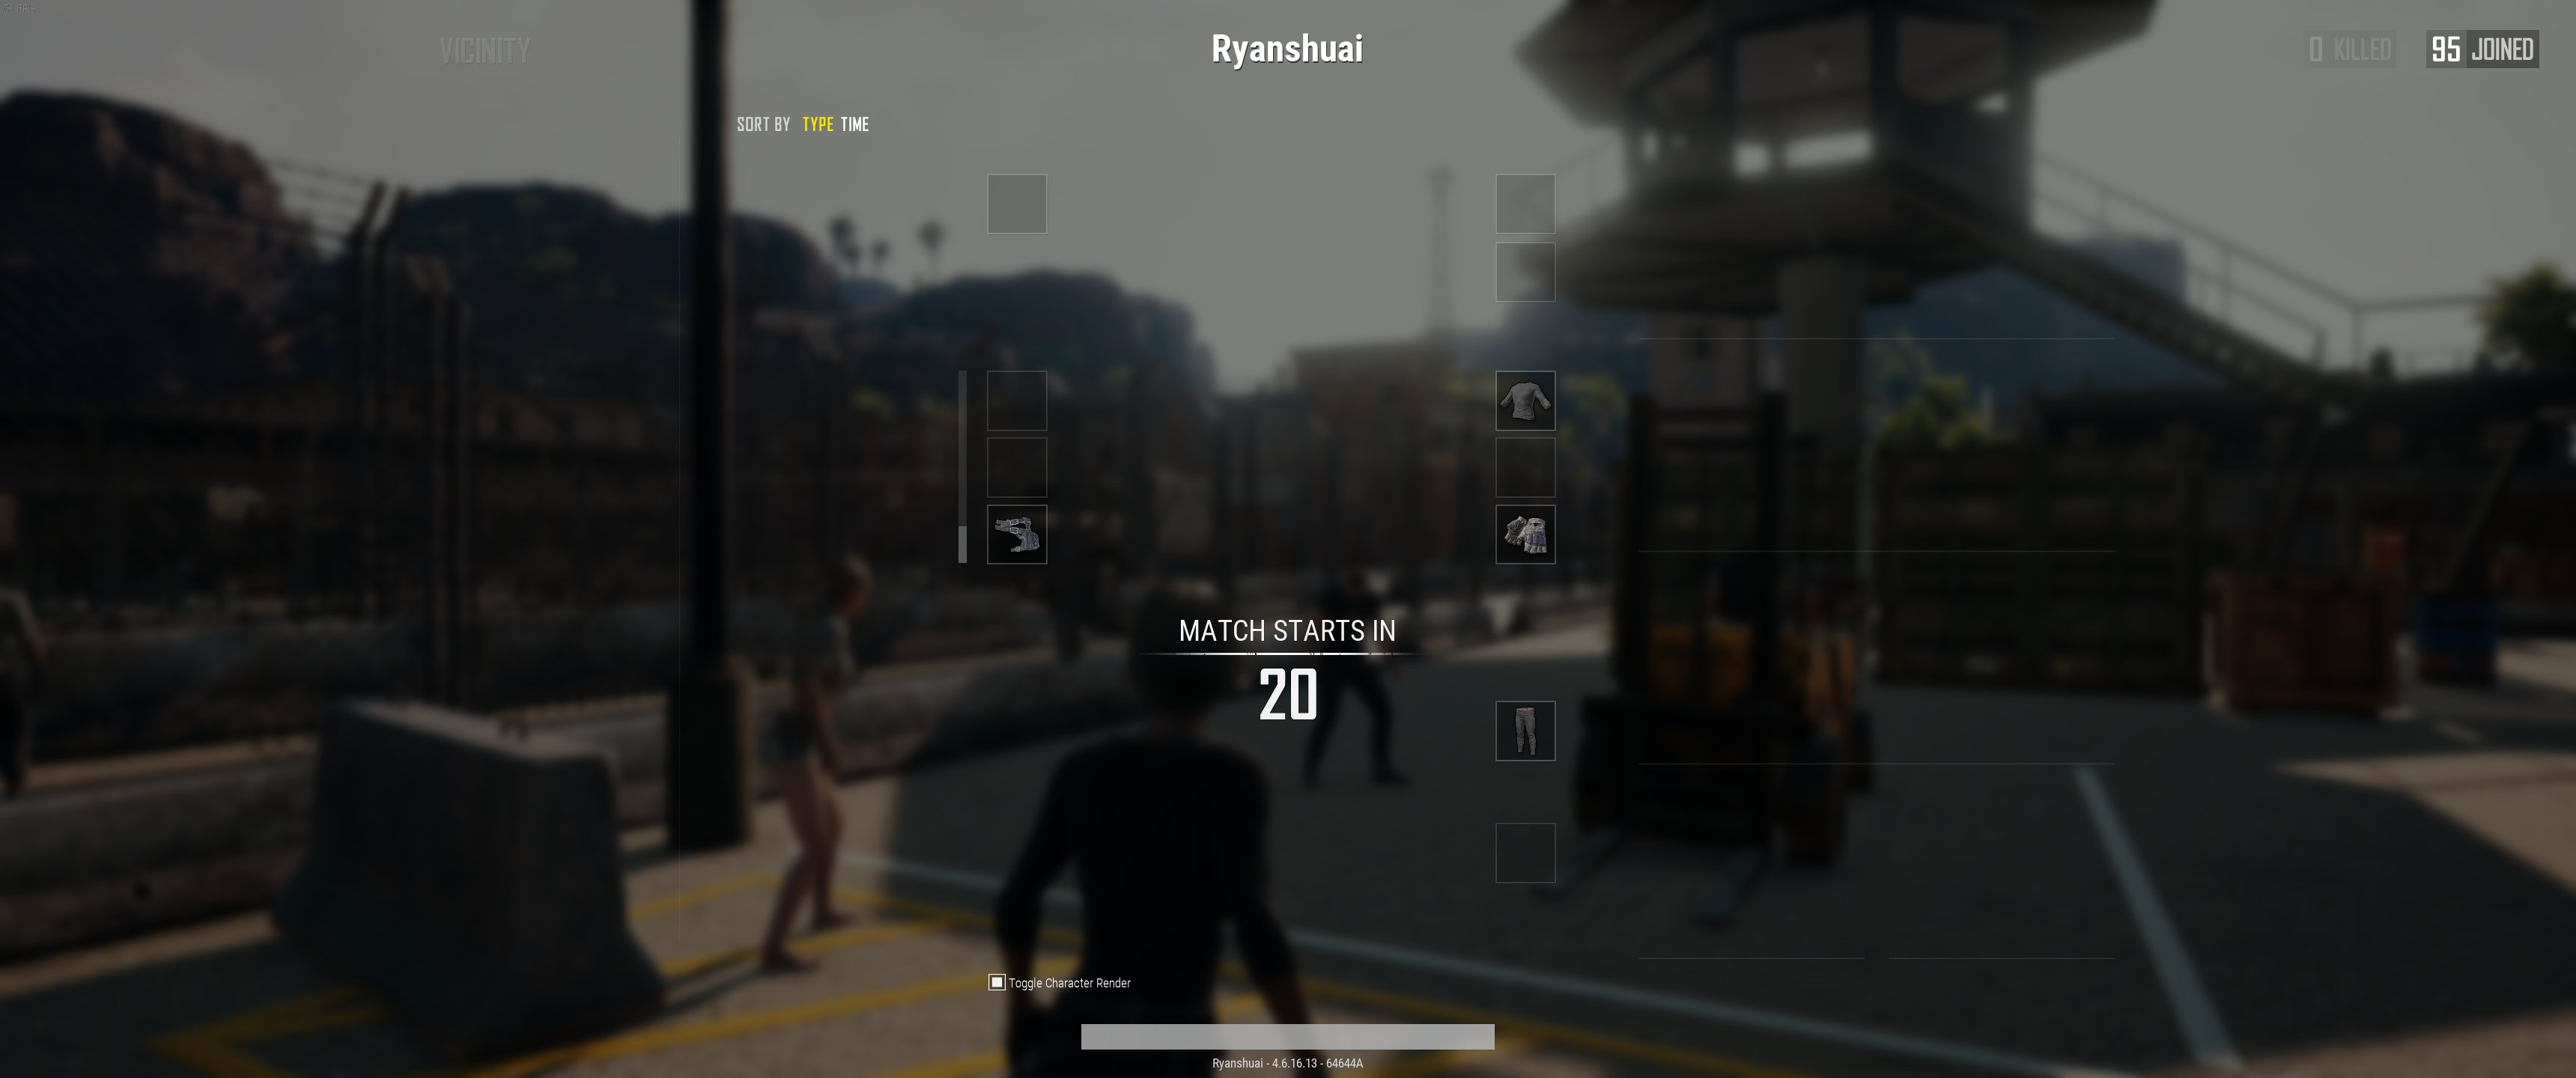 VICINITY
Ryanshuai
0 KILLED
95 JOINED
SORT BY TYPE TIME
MATCH STARTS IN
20
Toggle Character Render
Ryanshuai - 4.6.16.13 - 64644A